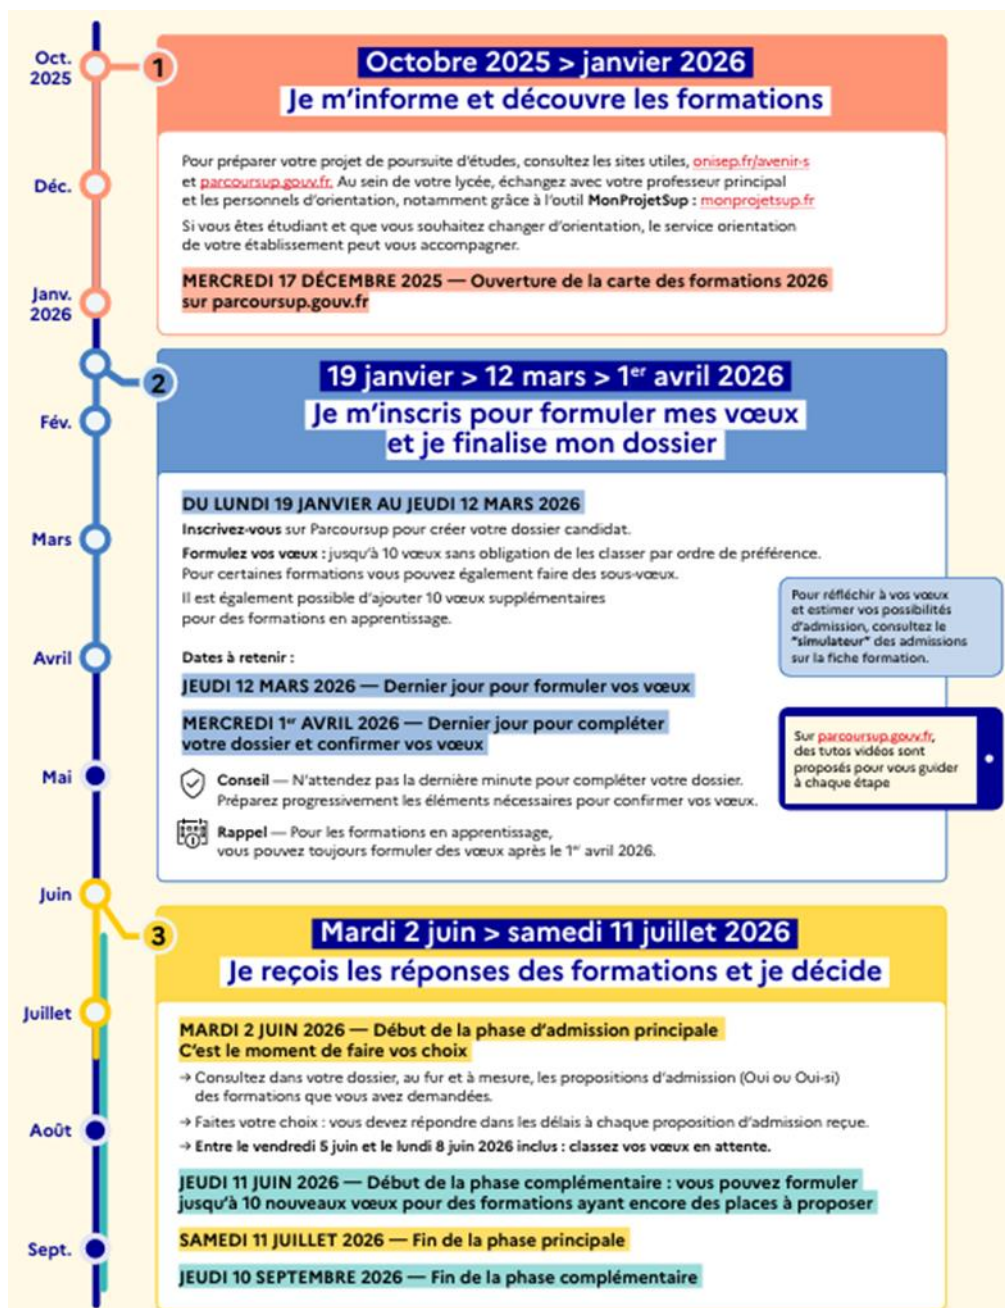 Oct.
2025
1
Octobre 2025 > janvier 2026
Je m'informe et découvre les formations
Pour préparer votre projet de poursuite d'études, consultez les sites utiles, onisep.fr/avenir-s
et parcoursup.gouv.fr. Au sein de votre lycée, échangez avec votre professeur principal
et les personnels d'orientation, notamment grâce à l'outil MonProjetSup : monprojetsup.fr
Si vous êtes étudiant et que vous souhaitez changer d'orientation, le service orientation
de votre établissement peut vous accompagner.
MERCREDI 17 DÉCEMBRE 2025 — Ouverture de la carte des formations 2026
sur parcoursup.gouv.fr
Déc.
Janv.
2026
2
19 janvier > 12 mars > 1er avril 2026
Je m'inscris pour formuler mes vœux
et je finalise mon dossier
Fév.
DU LUNDI 19 JANVIER AU JEUDI 12 MARS 2026
Inscrivez-vous sur Parcoursup pour créer votre dossier candidat.
Formulez vos vœux : jusqu'à 10 vœux sans obligation de les classer par ordre de préférence.
Pour certaines formations vous pouvez également faire des sous-vœux.
Il est également possible d'ajouter 10 vœux supplémentaires
pour des formations en apprentissage.
Mars
Pour réfléchir à vos vœux
et estimer vos possibilités
d'admission, consultez le
"simulateur" des admissions
sur la fiche formation.
Avril
Dates à retenir :
JEUDI 12 MARS 2026 — Dernier jour pour formuler vos vœux
MERCREDI 1er AVRIL 2026 — Dernier jour pour compléter
votre dossier et confirmer vos vœux
Sur parcoursup.gouv.fr,
des tutos vidéos sont
proposés pour vous guider
à chaque étape
Mai
Conseil — N'attendez pas la dernière minute pour compléter votre dossier.
Préparez progressivement les éléments nécessaires pour confirmer vos vœux.
Rappel — Pour les formations en apprentissage,
vous pouvez toujours formuler des vœux après le 1er avril 2026.
Juin
3
Mardi 2 juin > samedi 11 juillet 2026
Je reçois les réponses des formations et je décide
Juillet
MARDI 2 JUIN 2026 — Début de la phase d'admission principale
C'est le moment de faire vos choix
→ Consultez dans votre dossier, au fur et à mesure, les propositions d'admission (Oui ou Oui-si)
des formations que vous avez demandées.
→ Faites votre choix : vous devez répondre dans les délais à chaque proposition d'admission reçue.
→ Entre le vendredi 5 juin et le lundi 8 juin 2026 inclus : classez vos vœux en attente.
Août
JEUDI 11 JUIN 2026 — Début de la phase complémentaire : vous pouvez formuler
jusqu'à 10 nouveaux vœux pour des formations ayant encore des places à proposer
SAMEDI 11 JUILLET 2026 — Fin de la phase principale
Sept.
JEUDI 10 SEPTEMBRE 2026 — Fin de la phase complémentaire